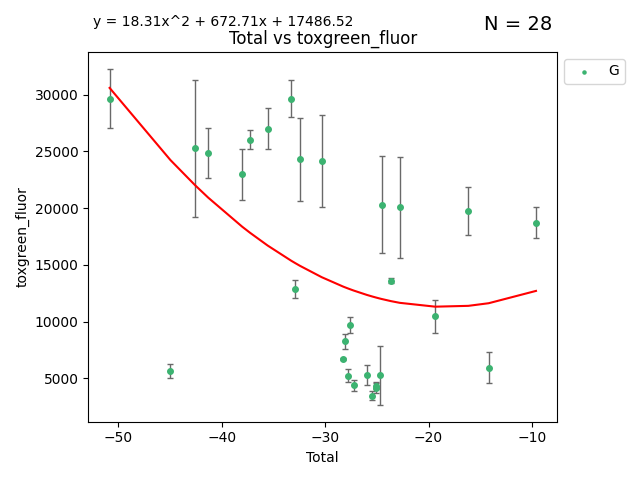 y = 18.31x^2 + 672.71x + 17486.52
N = 28
Total vs toxgreen_fluor
G
30000
25000
20000
15000
10000
5000
toxgreen_fluor
−50
−40
−30
−20
−10
Total